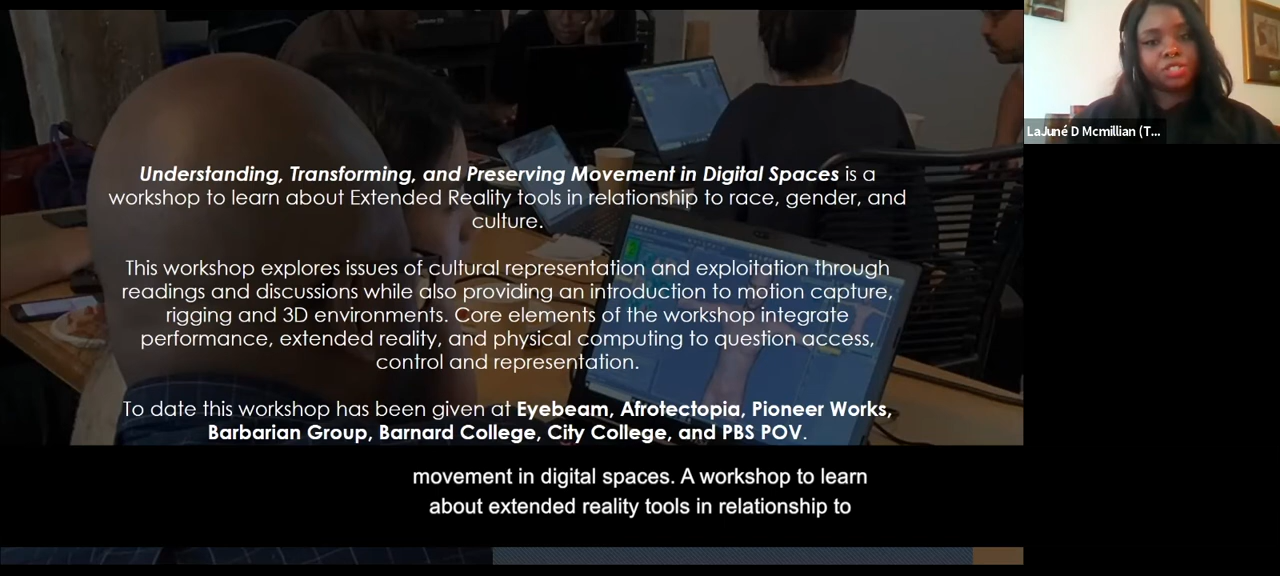 Understanding, Transforming, and Preserving Movement in Digital Spaces is a
workshop to learn about Extended Reality tools in relationship to race, gender, and
culture.
This workshop explores issues of cultural representation and exploitation through
readings and discussions while also providing an introduction to motion capture,
rigging and 3D environments. Core elements of the workshop integrate
performance, extended reality, and physical computing to question access,
control and representation.
To date this workshop has been given at Eyebeam, Afrotectopia, Pioneer Works,
Barbarian Group, Barnard College, City College, and PBS POV.
LaJuné D Mcmillian (T...
movement in digital spaces. A workshop to learn
about extended reality tools in relationship to